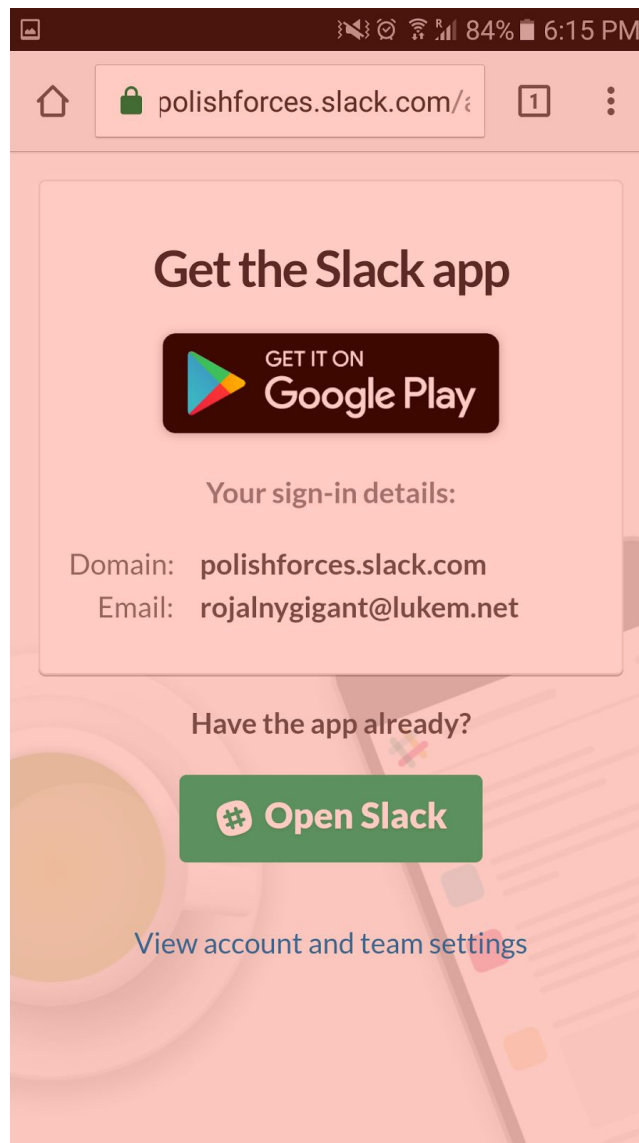 R 84% 6:15 PM
polishforces.slack.com/a 1
Get the Slack app
GET IT ON
Google Play
Your sign-in details:
Domain: polishforces.slack.com
Email: rojalnygigant@lukem.net
Have the app already?
Open Slack
View account and team settings